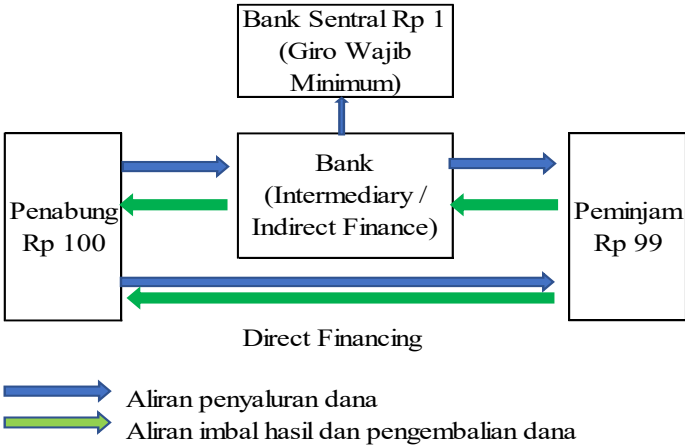 Bank Sentral Rp 1
(Giro Wajib
Minimum)
Penabung
Rp 100
Bank
(Intermediary /
Indirect Finance)
Peminjam
Rp 99
Direct Financing
Aliran penyaluran dana
Aliran imbal hasil dan pengembalian dana